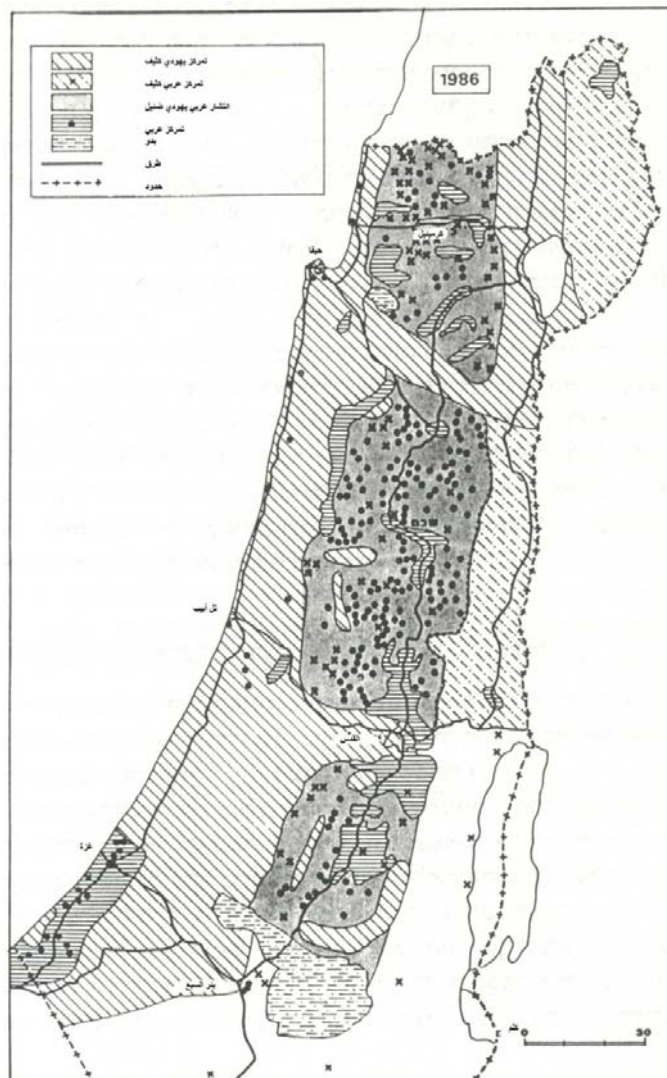 1986
تمركز يهودي كثيف
تمركز عربي كثيف
انتشار عربي يهودي ضئيل
تمركز عربي
بدو
طرق
حدود
كرميئيل
حيفا
تل أبيب
القدس
غزة
بئر السبع
0
30